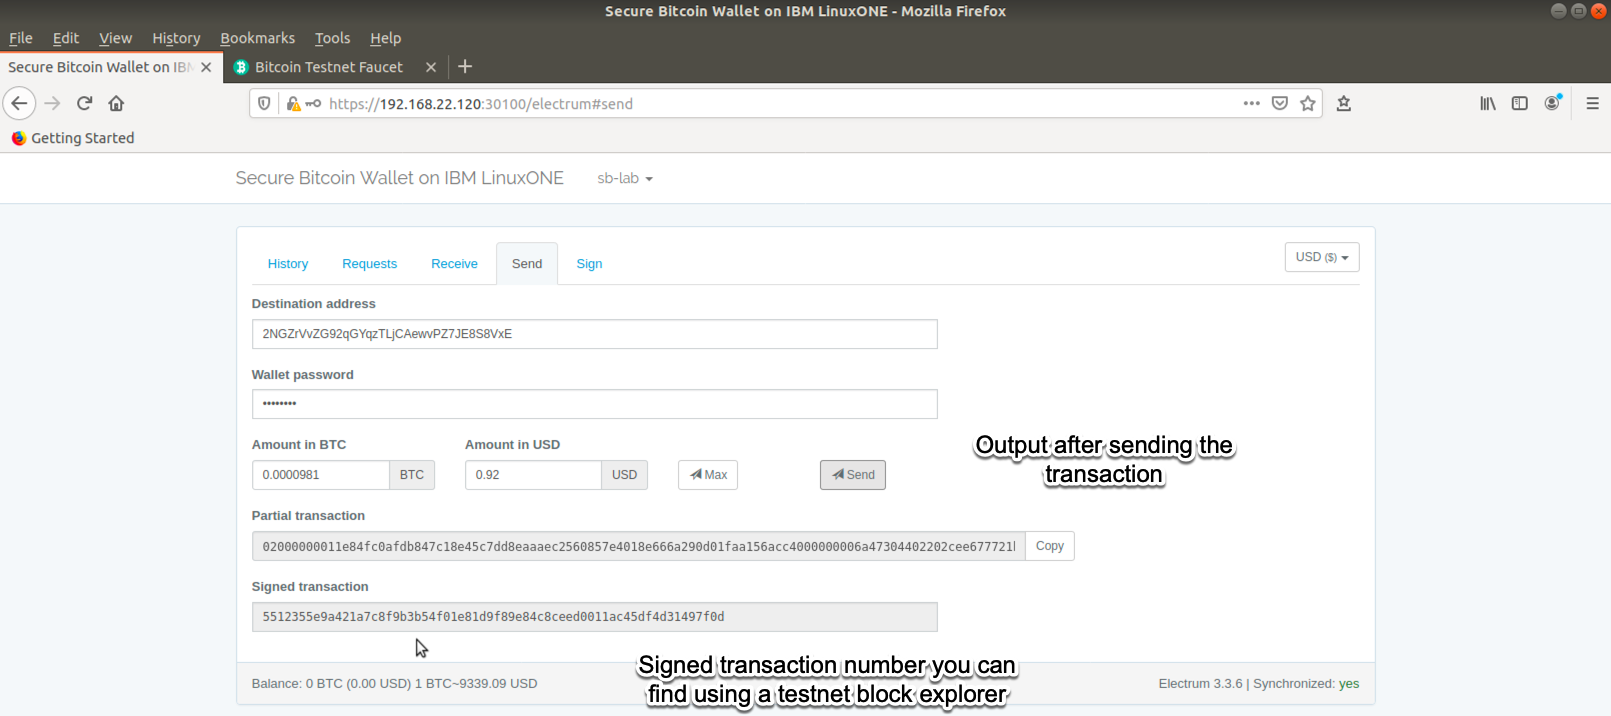 Secure Bitcoin Wallet on IBM LinuxONE - Mozilla Firefox
File Edit View History Bookmarks Tools Help
Secure Bitcoin Wallet on IBM Bitcoin Testnet Faucet
https://192.168.22.120:30100/electrum#send
Getting Started
Secure Bitcoin Wallet on IBM LinuxONE sb-lab
History Requests Receive Send Sign USD ($)
Destination address
2NGZrVvZG92qGYqzTLjCAewvPZ7JE8S8VxE
Wallet password
••••••••
Amount in BTC Amount in USD
0.0000981 BTC 0.92 USD Max Send
Output after sending the
transaction
Partial transaction
02000000011e84fc0afdb847c18e45c7dd8eaaaec2560857e4018e666a290d01faa156acc4000000006a47304402202cee677721 Copy
Signed transaction
5512355e9a421a7c8f9b3b54f01e81d9f89e84c8ceed0011ac45df4d31497f0d
Signed transaction number you can
find using a testnet block explorer
Balance: 0 BTC (0.00 USD) 1 BTC~9339.09 USD Electrum 3.3.6 | Synchronized: yes